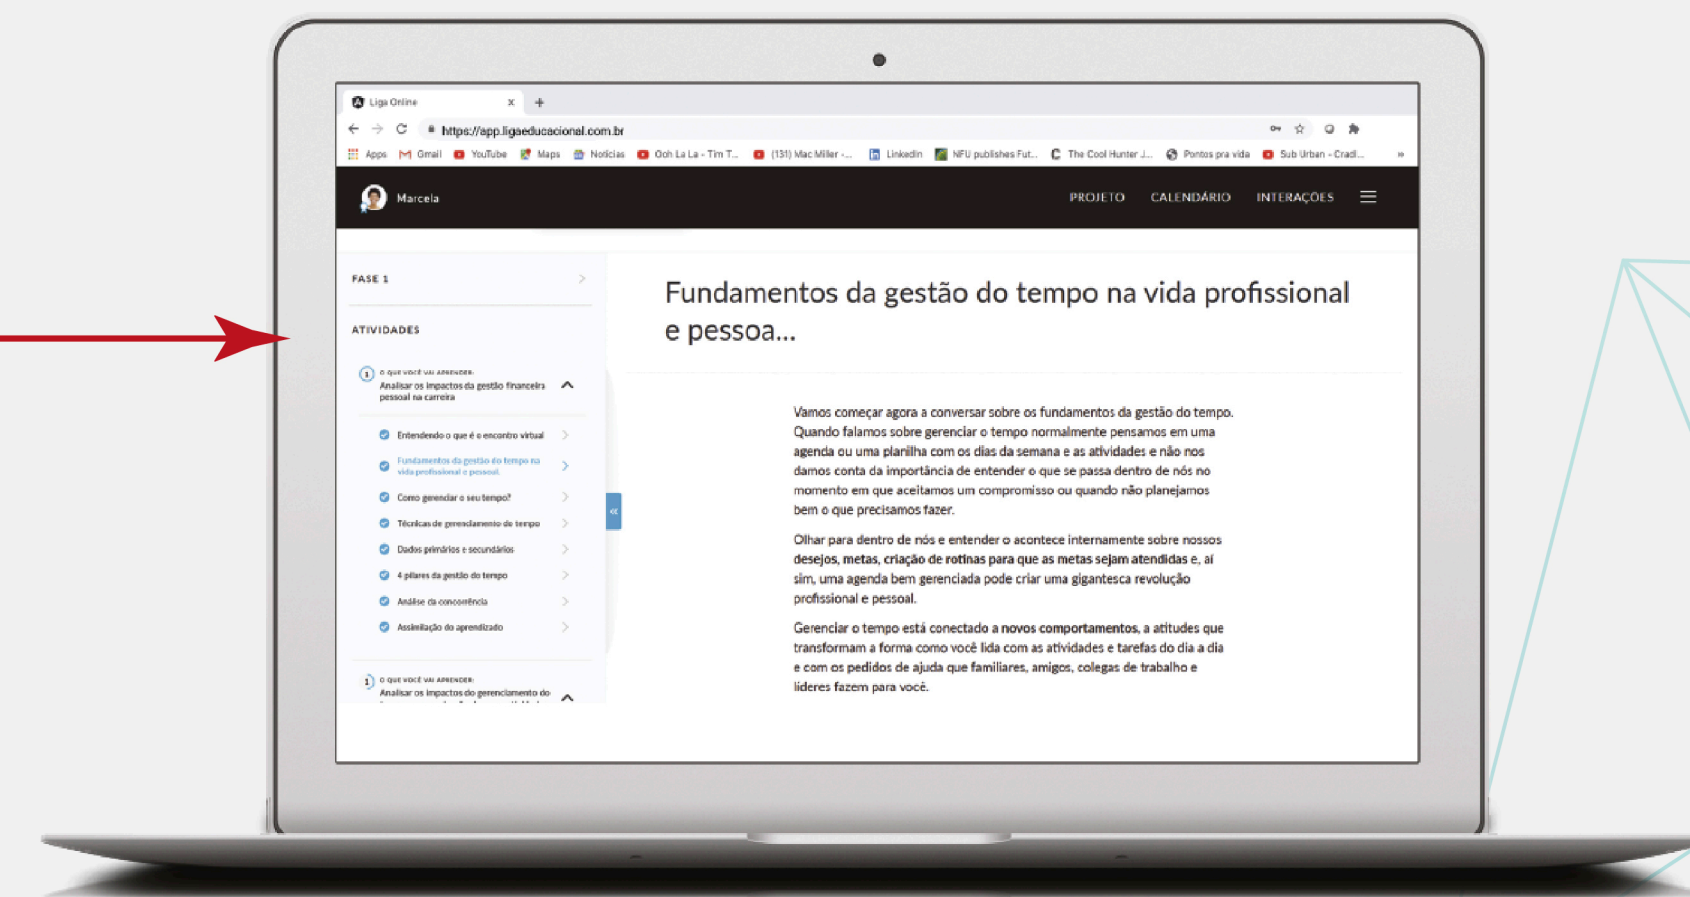 Liga Online x +
https://app.ligaeducacional.com.br
Apps Gmail YouTube Maps Notícias Ooh La La - Tim T... (131) Mac Miller -... Linkedin NFU publishes Fut... The Cool Hunter J... Pontos pra vida Sub Urban - Cradl... »
Marcela PROJETO CALENDÁRIO INTERAÇÕES
FASE 1
ATIVIDADES
1 O QUE VOCÊ VAI APRENDER:
Analisar os impactos da gestão financeira
pessoal na carreira
Entendendo o que é o encontro virtual
Fundamentos da gestão do tempo na
vida profissional e pessoal.
Como gerenciar o seu tempo?
Técnicas de gerenciamento do tempo
Dados primários e secundários
4 pilares da gestão do tempo
Análise da concorrência
Assimilação do aprendizado
1 O QUE VOCÊ VAI APRENDER:
Analisar os impactos do gerenciamento do
«
Fundamentos da gestão do tempo na vida profissional
e pessoa...
Vamos começar agora a conversar sobre os fundamentos da gestão do tempo.
Quando falamos sobre gerenciar o tempo normalmente pensamos em uma
agenda ou uma planilha com os dias da semana e as atividades e não nos
damos conta da importância de entender o que se passa dentro de nós no
momento em que aceitamos um compromisso ou quando não planejamos
bem o que precisamos fazer.
Olhar para dentro de nós e entender o acontece internamente sobre nossos
desejos, metas, criação de rotinas para que as metas sejam atendidas e, aí
sim, uma agenda bem gerenciada pode criar uma gigantesca revolução
profissional e pessoal.
Gerenciar o tempo está conectado a novos comportamentos, a atitudes que
transformam a forma como você lida com as atividades e tarefas do dia a dia
e com os pedidos de ajuda que familiares, amigos, colegas de trabalho e
líderes fazem para você.